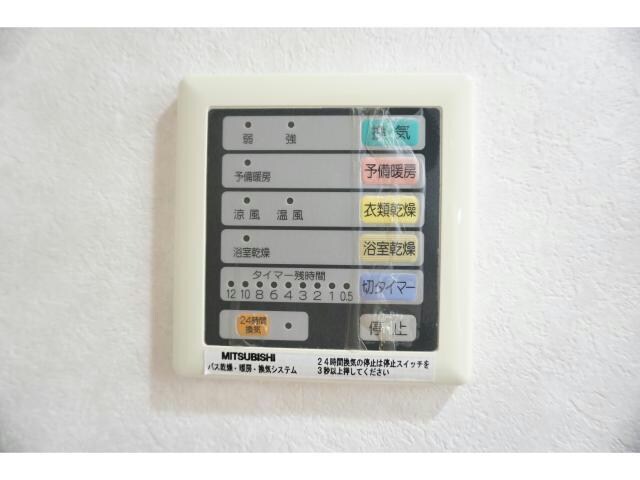 弱 強 換気
予備暖房 予備暖房
涼風 温風 衣類乾燥
浴室乾燥 浴室乾燥
タイマー残時間
12 10 8 6 4 3 2 1 0.5 切タイマー
24時間
換気
停止
MITSUBISHI
バス乾燥・暖房・換気システム
24時間換気の停止は停止スイッチを
3秒以上押してください